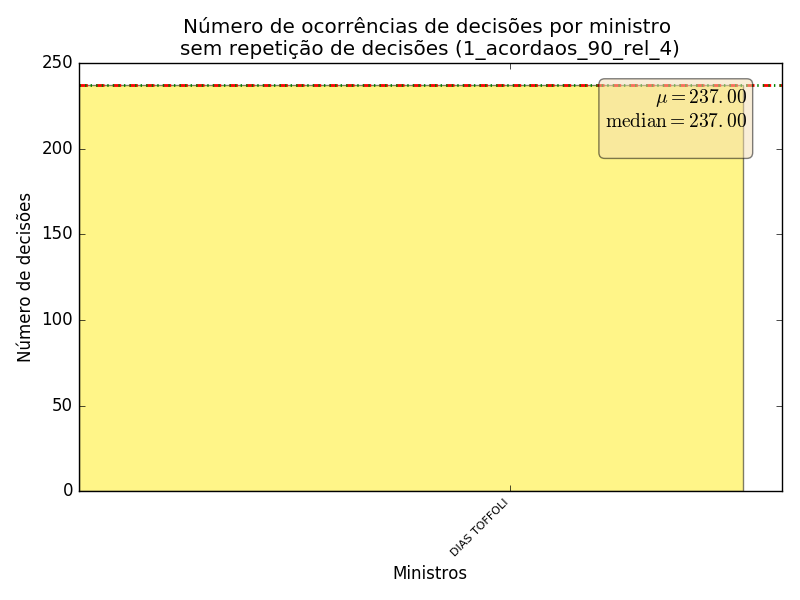 Número de ocorrências de decisões por ministro
sem repetição de decisões (1_acordaos_90_rel_4)
μ = 237.00
median = 237.00
Número de decisões
250
200
150
100
50
0
DIAS TOFFOLI
Ministros